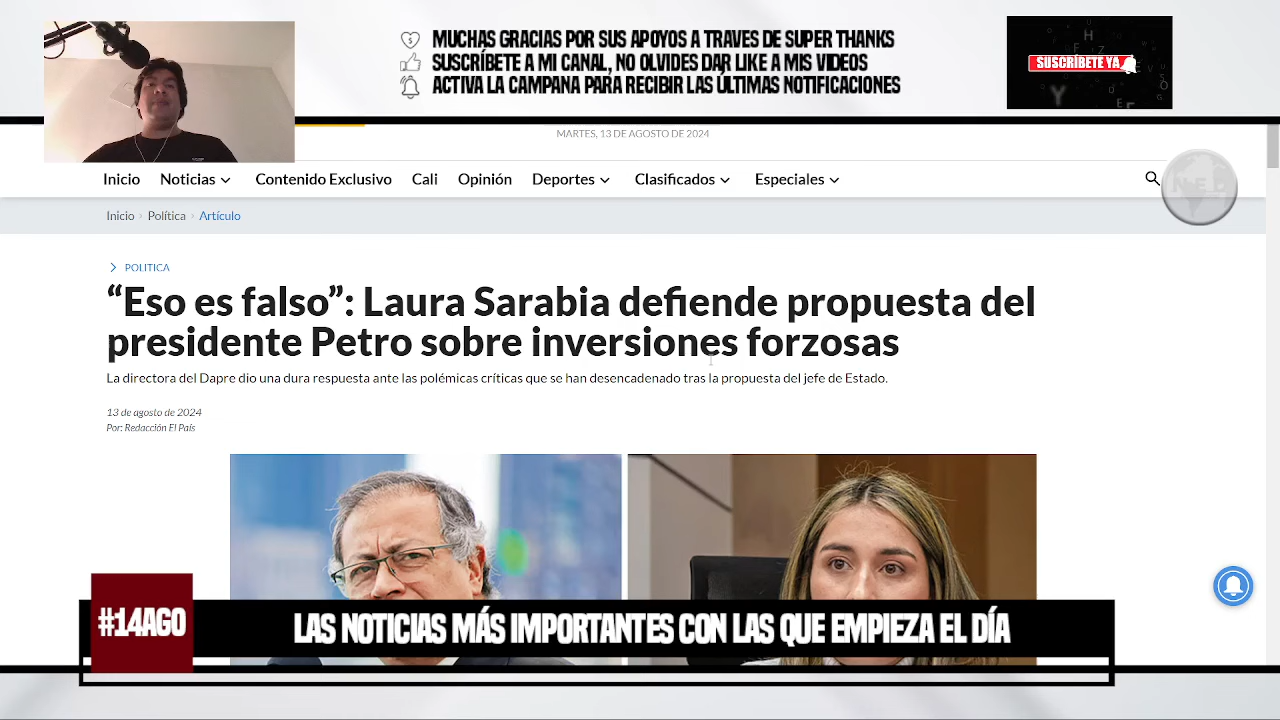 MUCHAS GRACIAS POR SUS APOYOS A TRAVES DE SUPER THANKS
SUSCRÍBETE A MI CANAL, NO OLVIDES DAR LIKE A MIS VIDEOS
ACTIVA LA CAMPANA PARA RECIBIR LAS ÚLTIMAS NOTIFICACIONES
SUSCRÍBETE YA
MARTES, 13 DE AGOSTO DE 2024
Inicio Noticias Contenido Exclusivo Cali Opinión Deportes Clasificados Especiales
Inicio Política Artículo
POLITICA
“Eso es falso”: Laura Sarabia defiende propuesta del
presidente Petro sobre inversiones forzosas
La directora del Dapre dio una dura respuesta ante las polémicas críticas que se han desencadenado tras la propuesta del jefe de Estado.
13 de agosto de 2024
Por: Redacción El País
#14AGO
LAS NOTICIAS MÁS IMPORTANTES CON LAS QUE EMPIEZA EL DÍA